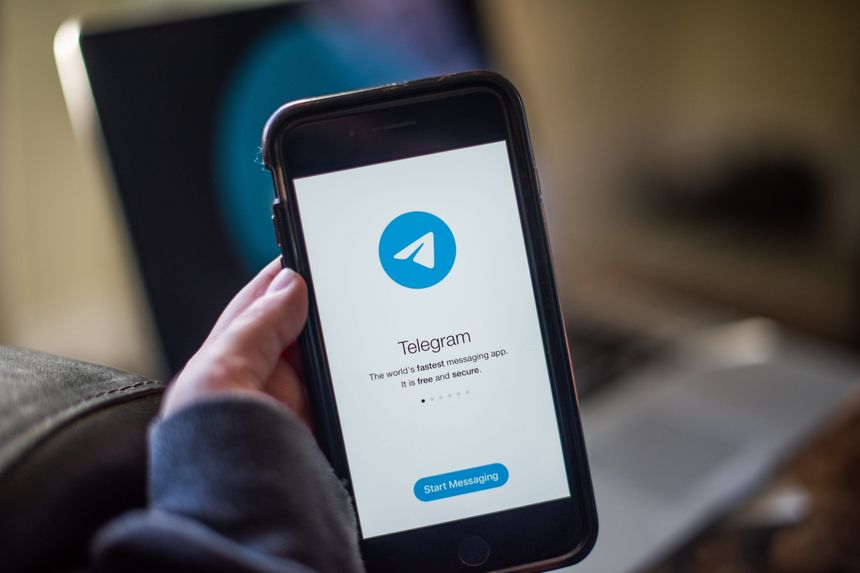 Telegram
The world's fastest messaging app.
It is free and secure.
Start Messaging